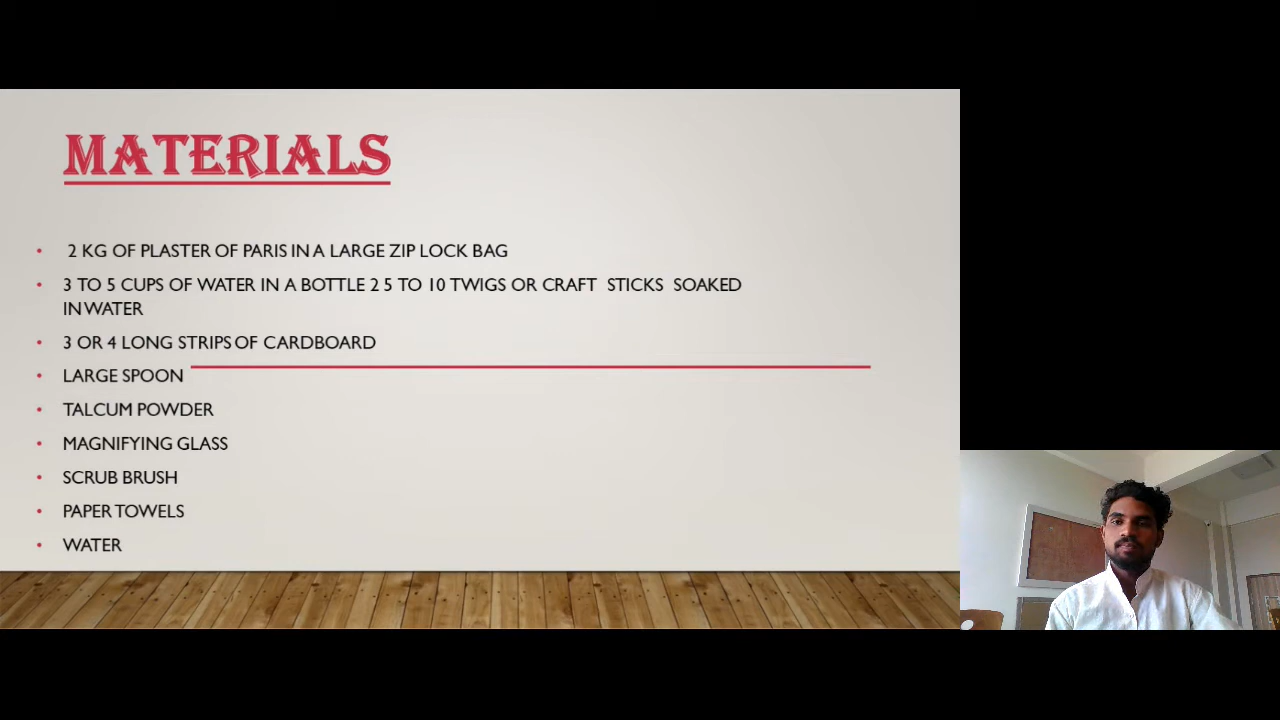 MATERIALS
• 2 KG OF PLASTER OF PARIS IN A LARGE ZIP LOCK BAG
• 3 TO 5 CUPS OF WATER IN A BOTTLE 2 5 TO 10 TWIGS OR CRAFT STICKS SOAKED
IN WATER
• 3 OR 4 LONG STRIPS OF CARDBOARD
• LARGE SPOON
• TALCUM POWDER
• MAGNIFYING GLASS
• SCRUB BRUSH
• PAPER TOWELS
• WATER